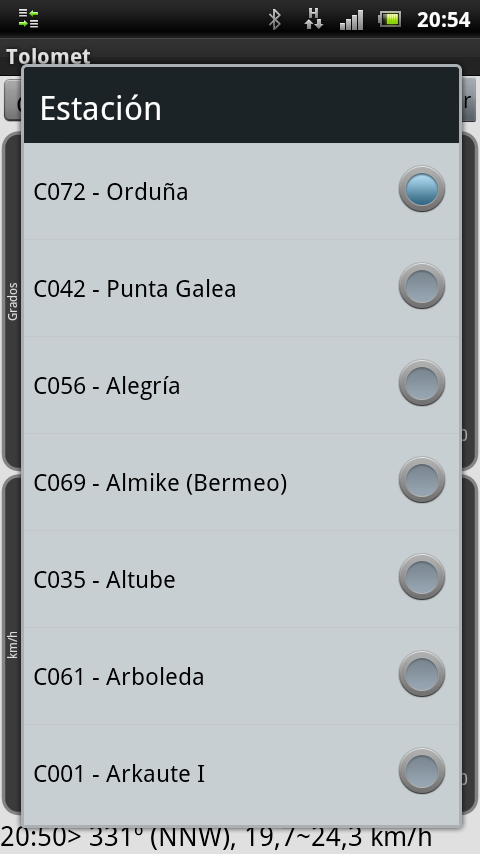 H 20:54
Tolomet
Estación
C072 - Orduña
C042 - Punta Galea
C056 - Alegría
C069 - Almike (Bermeo)
C035 - Altube
C061 - Arboleda
C001 - Arkaute I
Grados
km/h
20:50> 331º (NNW), 19,7~24,3 km/h